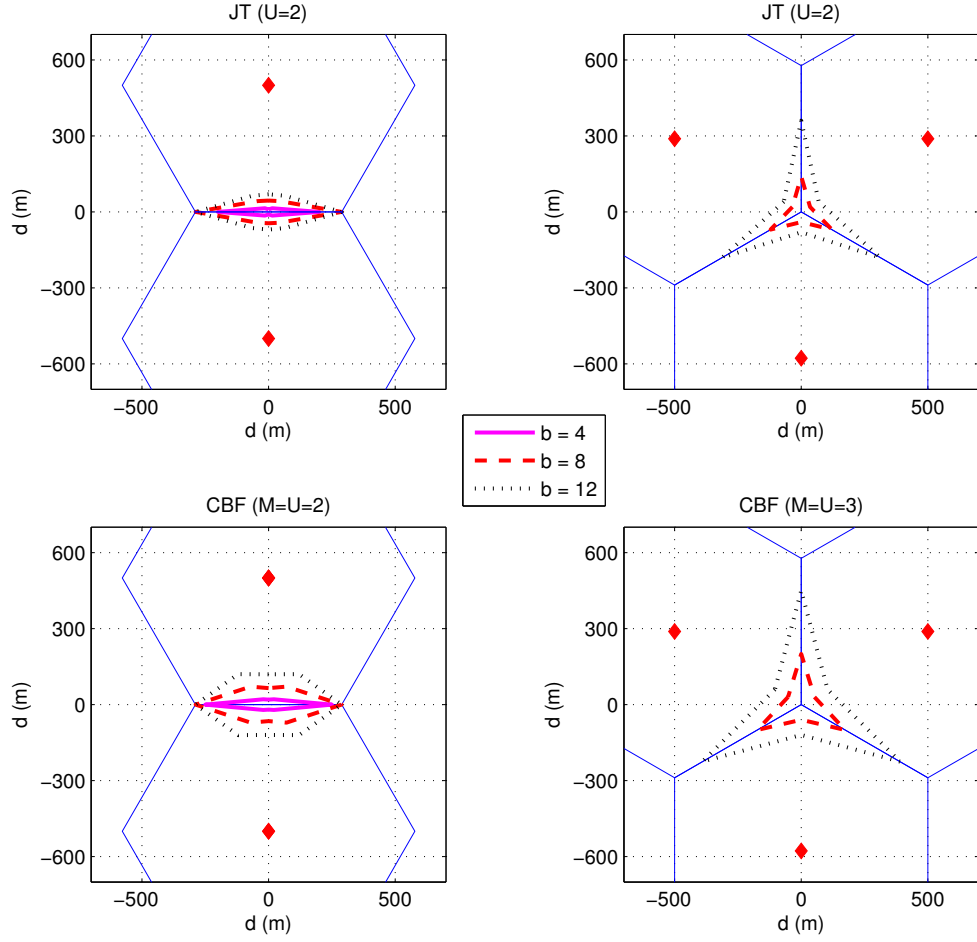 JT (U=2)
600
300
0
−300
−600
d (m)
−500
0
500
d (m)
JT (U=2)
600
300
0
−300
−600
d (m)
−500
0
500
d (m)
b = 4
b = 8
b = 12
CBF (M=U=2)
600
300
0
−300
−600
d (m)
−500
0
500
d (m)
CBF (M=U=3)
600
300
0
−300
−600
d (m)
−500
0
500
d (m)